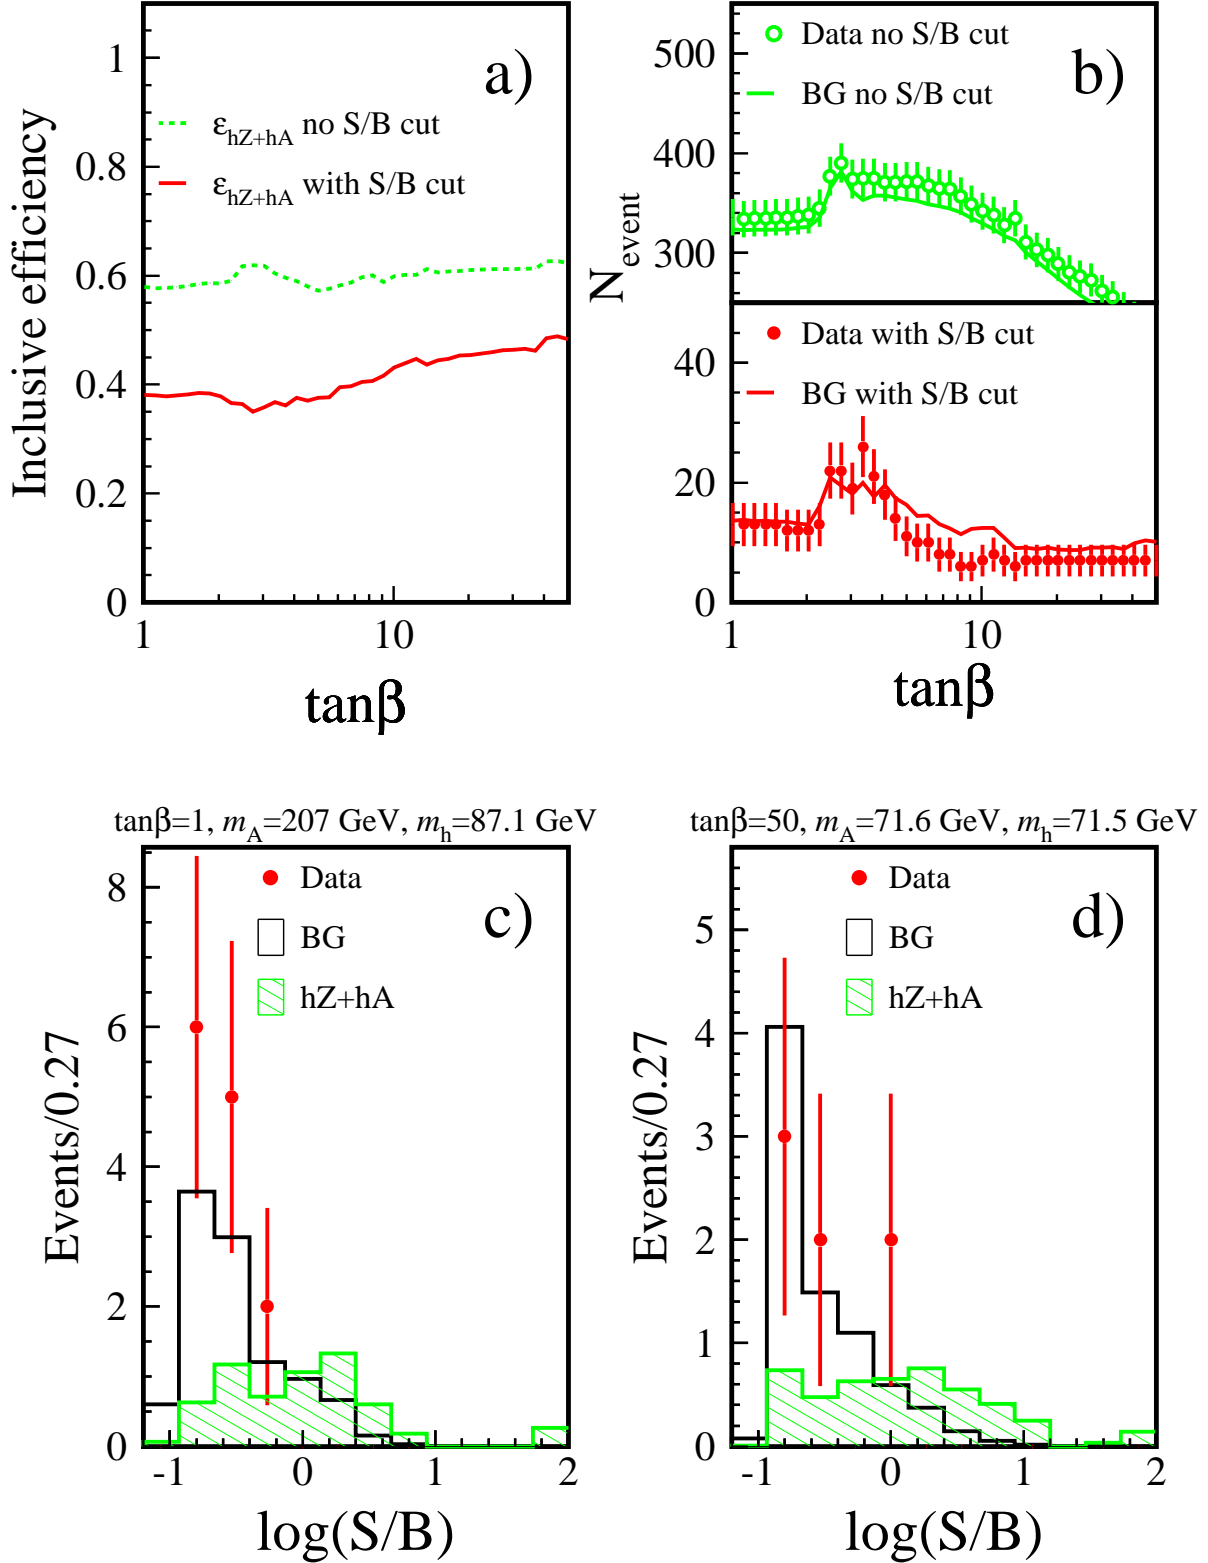 a)
ε_hZ+hA no S/B cut
ε_hZ+hA with S/B cut
Inclusive efficiency
1
0.8
0.6
0.4
0.2
0
1
10
tanβ
b)
Data no S/B cut
BG no S/B cut
500
400
300
N_event
Data with S/B cut
BG with S/B cut
40
20
0
1
10
tanβ
tanβ=1, m_A=207 GeV, m_h=87.1 GeV
c)
Data
BG
hZ+hA
Events/0.27
8
6
4
2
0
-1
0
1
2
log(S/B)
tanβ=50, m_A=71.6 GeV, m_h=71.5 GeV
d)
Data
BG
hZ+hA
Events/0.27
5
4
3
2
1
0
-1
0
1
2
log(S/B)